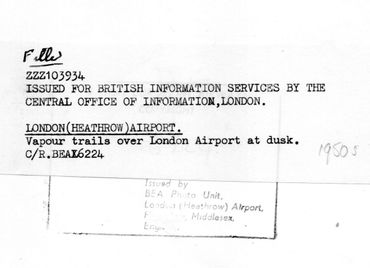 ZZZ103934
ISSUED FOR BRITISH INFORMATION SERVICES BY THE
CENTRAL OFFICE OF INFORMATION,LONDON.
LONDON(HEATHROW)AIRPORT.
Vapour trails over London Airport at dusk.
C/R.BEAX6224
1950s
Issued by
BEA Photo Unit,
London (Heathrow) Airport,
Middlesex,